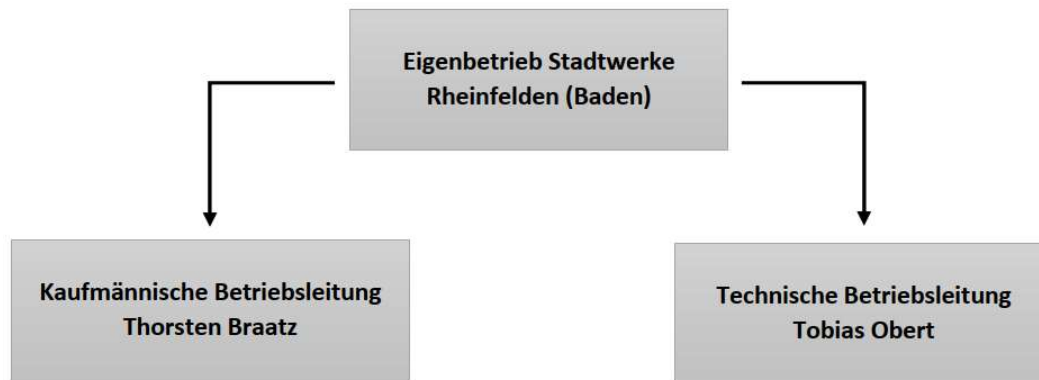 Eigenbetrieb Stadtwerke
Rheinfelden (Baden)
Kaufmännische Betriebsleitung
Thorsten Braatz
Technische Betriebsleitung
Tobias Obert